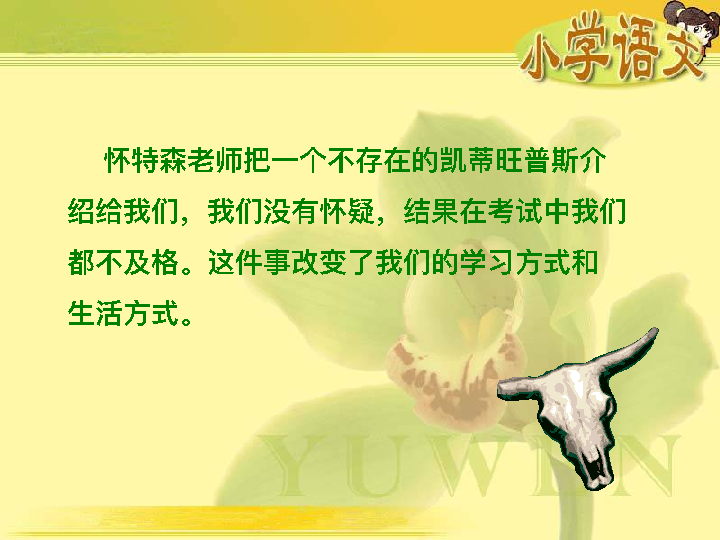 小学语文
怀特森老师把一个不存在的凯蒂旺普斯介
绍给我们，我们没有怀疑，结果在考试中我们
都不及格。这件事改变了我们的学习方式和
生活方式。
YUWEN